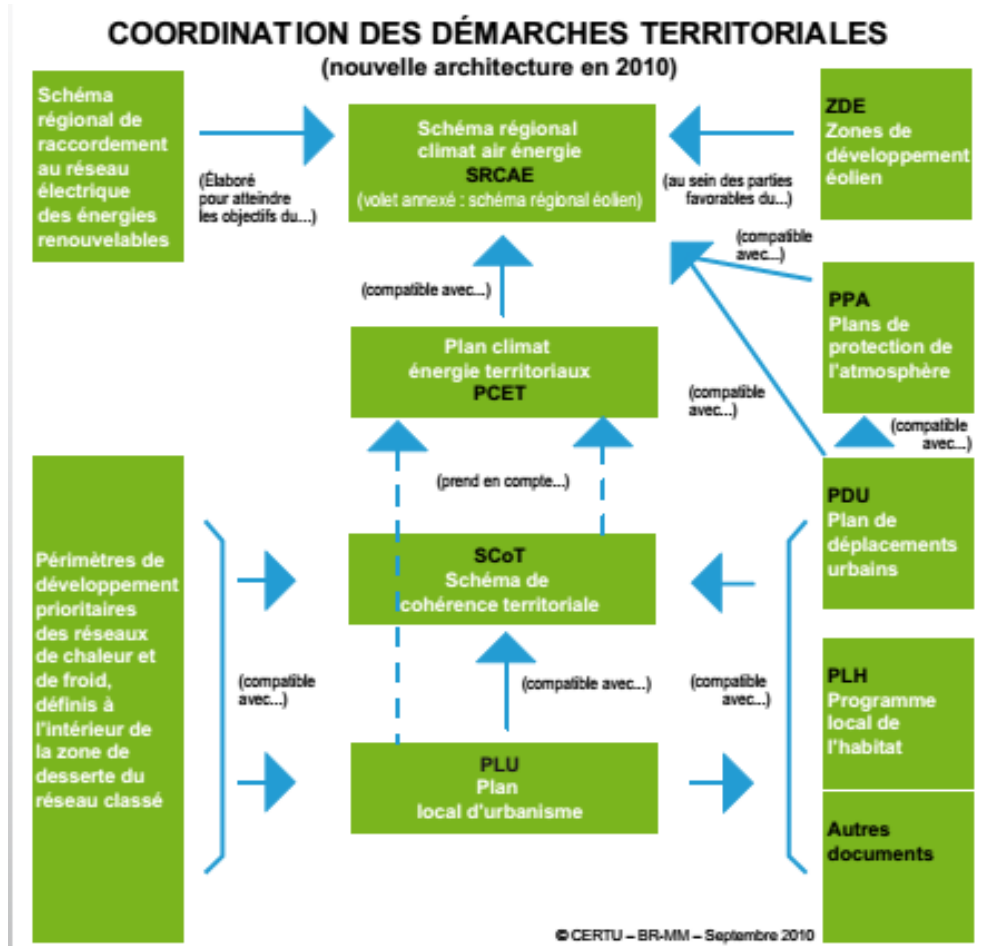 COORDINATION DES DÉMARCHES TERRITORIALES
(nouvelle architecture en 2010)
Schéma
régional de
raccordement
au réseau
électrique
des énergies
renouvelables
(Élaboré
pour atteindre
les objectifs du...)
Schéma régional
climat air énergie
SRCAE
(volet annexé : schéma régional éolien)
(au sein des parties
favorables du...)
ZDE
Zones de
développement
éolien
(compatible
avec...)
(compatible avec...)
PPA
Plans de
protection de
l'atmosphère
Plan climat
énergie territoriaux
PCET
(compatible
avec...)
(compatible
avec...)
(prend en compte...)
PDU
Plan de
déplacements
urbains
Périmètres de
développement
prioritaires
des réseaux
de chaleur et
de froid,
définis à
l'intérieur de
la zone de
desserte du
réseau classé
SCoT
Schéma de
cohérence territoriale
(compatible
avec...)
(compatible avec...)
(compatible
avec...)
PLH
Programme
local de
l'habitat
PLU
Plan
local d'urbanisme
Autres
documents
© CERTU – BR-MM – Septembre 2010